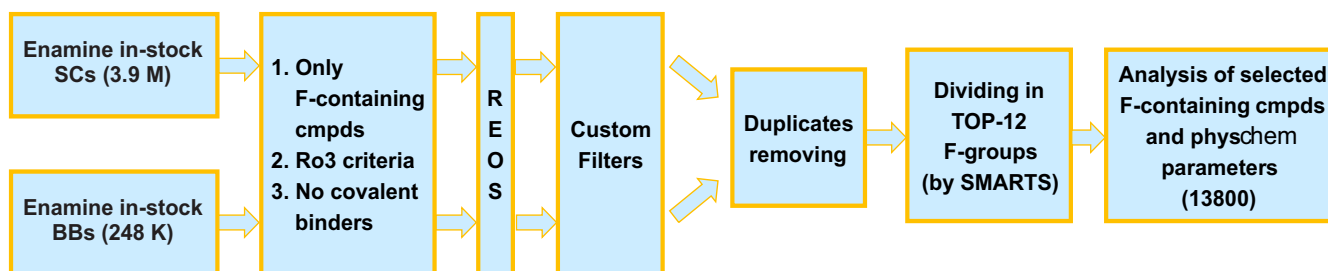 Enamine in-stock
SCs (3.9 M)
Enamine in-stock
BBs (248 K)
1. Only
F-containing
cmpds
2. Ro3 criteria
3. No covalent
binders
R
E
O
S
Custom
Filters
Duplicates
removing
Dividing in
TOP-12
F-groups
(by SMARTS)
Analysis of selected
F-containing cmpds
and physchem
parameters
(13800)